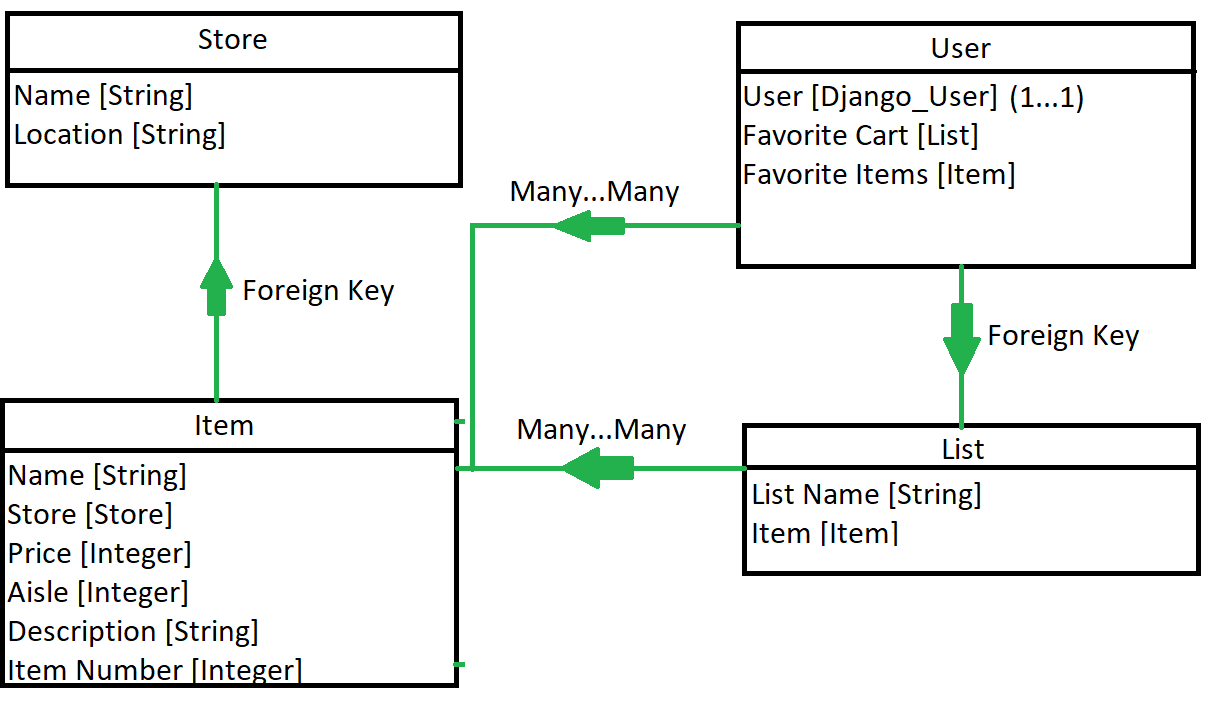 Store
Name [String]
Location [String]
User
User [Django_User] (1...1)
Favorite Cart [List]
Favorite Items [Item]
Many...Many
Foreign Key
Foreign Key
Many...Many
Item
Name [String]
Store [Store]
Price [Integer]
Aisle [Integer]
Description [String]
Item Number [Integer]
List
List Name [String]
Item [Item]